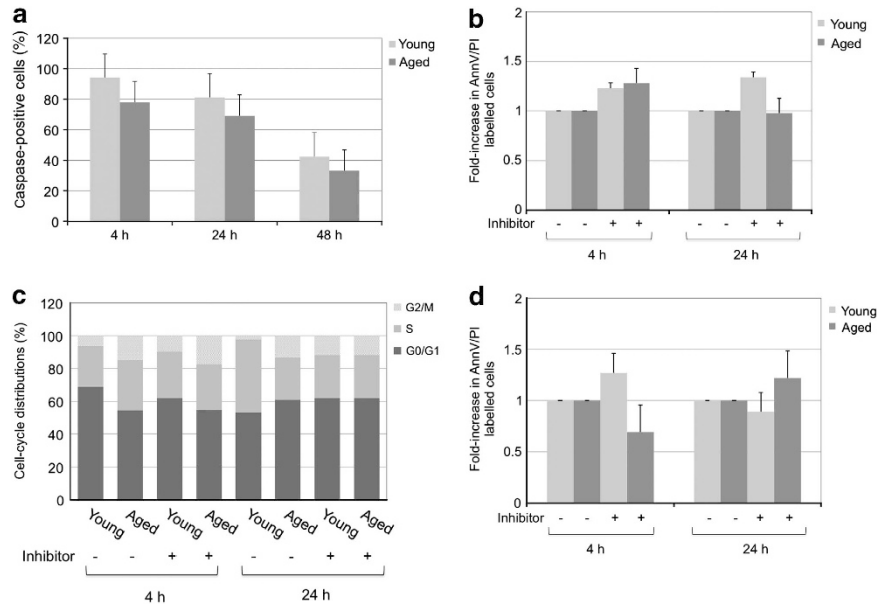 a
Caspase-positive cells (%)
120
100
80
60
40
20
0
4 h
24 h
48 h
Young
Aged
b
Fold-increase in AnnV/PI
labelled cells
2
1.5
1
0.5
0
Young
Aged
Inhibitor - - + + - - + +
4 h
24 h
c
Cell-cycle distributions (%)
120
100
80
60
40
20
0
G2/M
S
G0/G1
Young Aged Young Aged Young Aged Young Aged
Inhibitor - - + + - - + +
4 h
24 h
d
Fold-increase in AnnV/PI
labelled cells
2
1.5
1
0.5
0
Young
Aged
Inhibitor - - + + - - + +
4 h
24 h